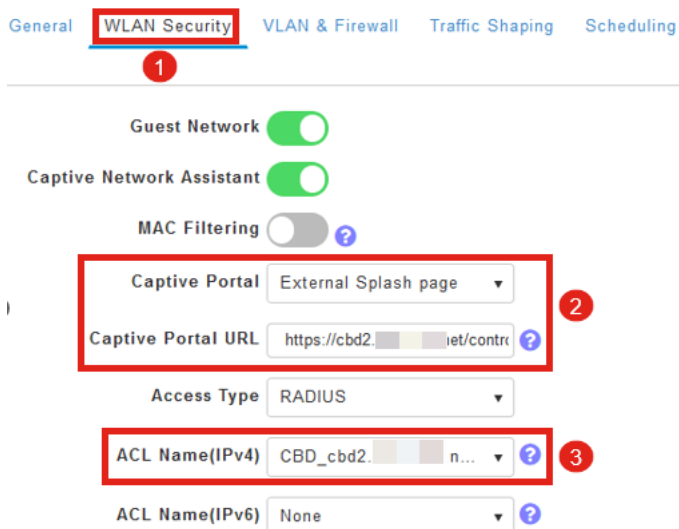 General WLAN Security VLAN & Firewall Traffic Shaping Scheduling
1
Guest Network
Captive Network Assistant
MAC Filtering ?
Captive Portal External Splash page
2
Captive Portal URL https://cbd2. net/contro ?
Access Type RADIUS
ACL Name(IPv4) CBD_cbd2. n... ? 3
ACL Name(IPv6) None ?